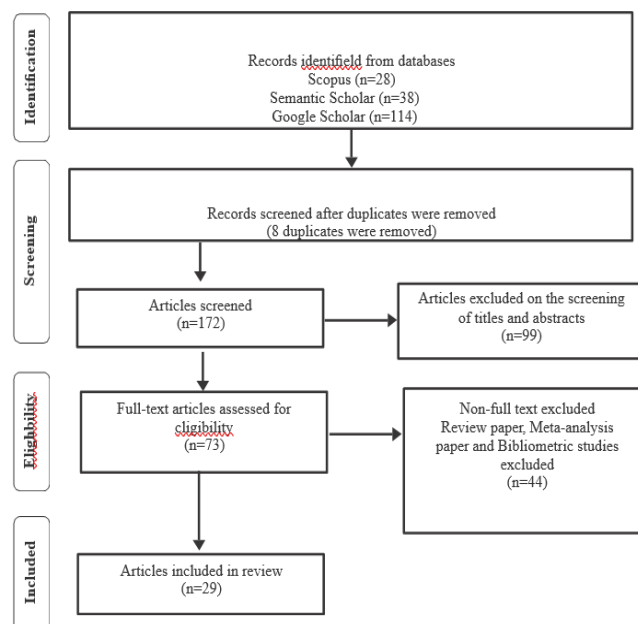 Identification
Records identifield from databases
Scopus (n=28)
Semantic Scholar (n=38)
Google Scholar (n=114)
Screening
Records screened after duplicates were removed
(8 duplicates were removed)
Articles screened
(n=172)
Articles excluded on the screening
of titles and abstracts
(n=99)
Elighbility
Full-text articles assessed for
cligibility
(n=73)
Non-full text excluded
Review paper, Meta-analysis
paper and Bibliometric studies
excluded
(n=44)
Included
Articles included in review
(n=29)